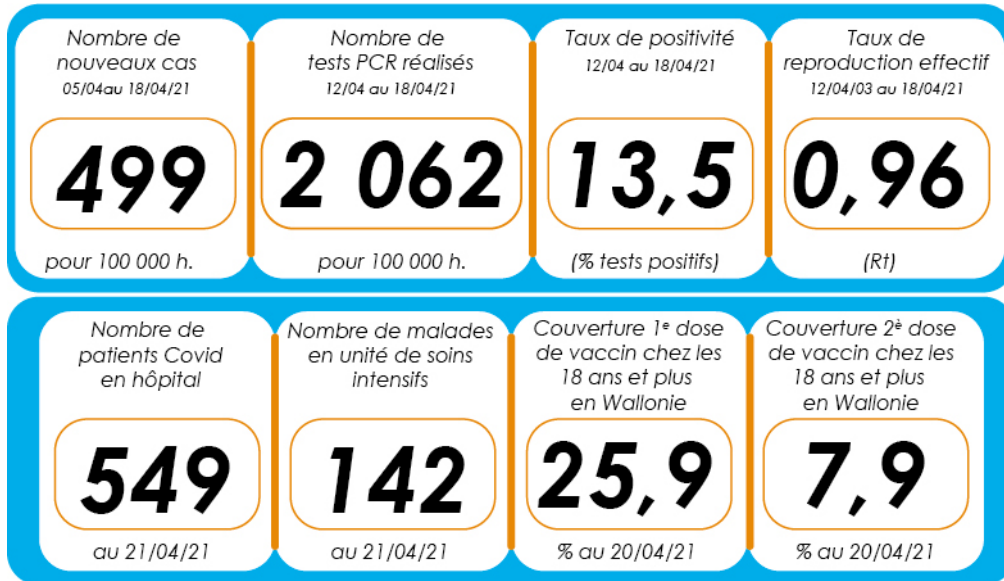 Nombre de
nouveaux cas
05/04au 18/04/21
499
pour 100 000 h.
Nombre de
tests PCR réalisés
12/04 au 18/04/21
2 062
pour 100 000 h.
Taux de positivité
12/04 au 18/04/21
13,5
(% tests positifs)
Taux de
reproduction effectif
12/04/03 au 18/04/21
0,96
(Rt)
Nombre de
patients Covid
en hôpital
549
au 21/04/21
Nombre de malades
en unité de soins
intensifs
142
au 21/04/21
Couverture 1e dose
de vaccin chez les
18 ans et plus
en Wallonie
25,9
% au 20/04/21
Couverture 2è dose
de vaccin chez les
18 ans et plus
en Wallonie
7,9
% au 20/04/21